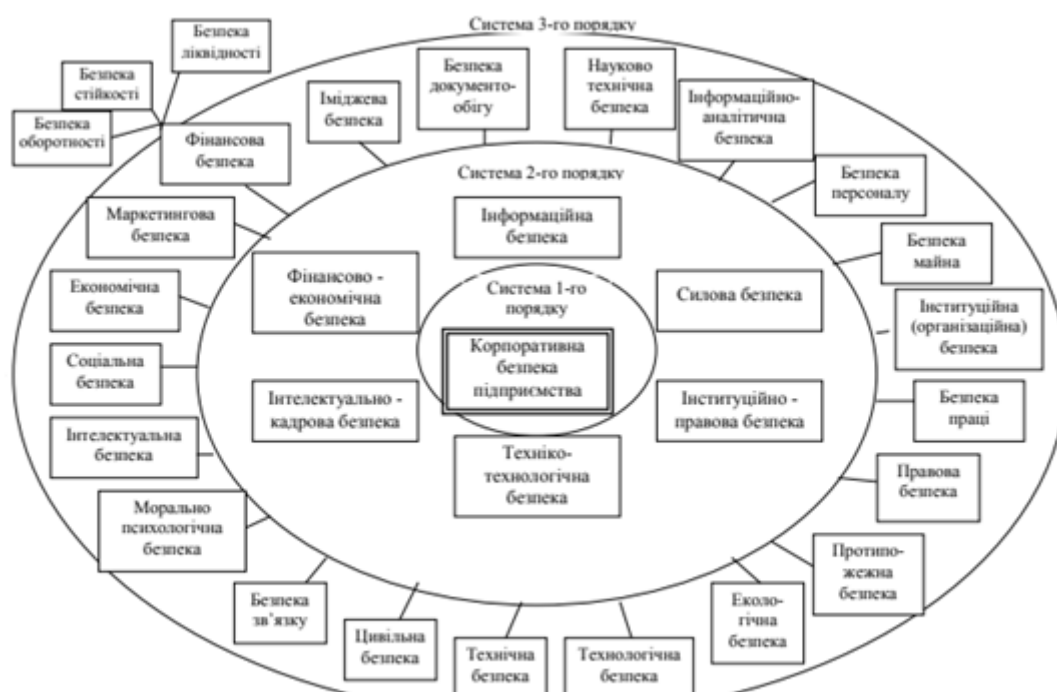 Система 3-го порядку
Безпека
ліквідності
Безпека
стійкості
Безпека
оборотності
Фінансова
безпека
Іміджева
безпека
Безпека
документо-
обігу
Науково
технічна
безпека
Інформаційно-
аналітична
безпека
Безпека
персоналу
Маркетингова
безпека
Економічна
безпека
Соціальна
безпека
Інтелектуальна
безпека
Морально
психологічна
безпека
Система 2-го порядку
Інформаційна
безпека
Фінансово -
економічна
безпека
Силова безпека
Система 1-го
порядку
Корпоративна
безпека
підприємства
Інтелектуально -
кадрова безпека
Інституційно -
правова безпека
Техніко-
технологічна
безпека
Безпека
майна
Інституційна
(організаційна)
безпека
Безпека
праці
Правова
безпека
Протипо-
жежна
безпека
Безпека
зв’язку
Цивільна
безпека
Технічна
безпека
Технологічна
безпека
Еколо-
гічна
безпека